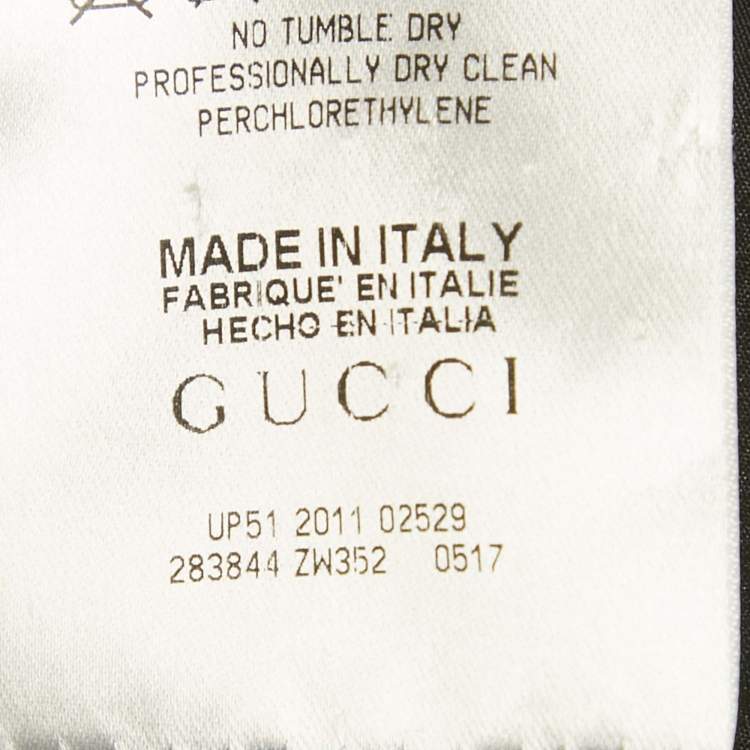 NO TUMBLE DRY
PROFESSIONALLY DRY CLEAN
PERCHLORETHYLENE
MADE IN ITALY
FABRIQUE' EN ITALIE
HECHO EN ITALIA
GUCCI
UP51 2011 02529
283844 ZW352 0517